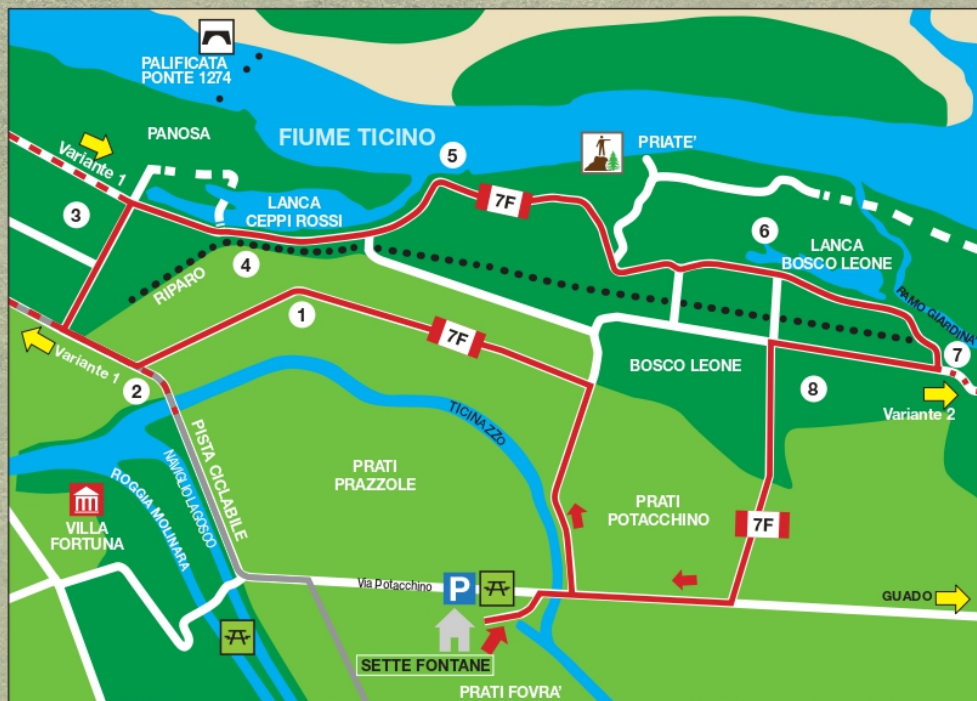 PALIFICATA
PONTE 1274
PANOSA
FIUME TICINO
5
PRIATE'
Variante 1
3
LANCA
CEPPI ROSSI
7F
6
LANCA
BOSCO LEONE
4
RIPARO
RAMO GIARDINA'
1
7F
7
BOSCO LEONE
8
Variante 1
2
Variante 2
TICINAZZO
PISTA CICLABILE
NAVIGLIO LAGOSCO
ROGGIA MOLINARA
PRATI
PRAZZOLE
PRATI
POTACCHINO
VILLA
FORTUNA
7F
Via Potacchino
P
GUADO
SETTE FONTANE
PRATI FOVRA'